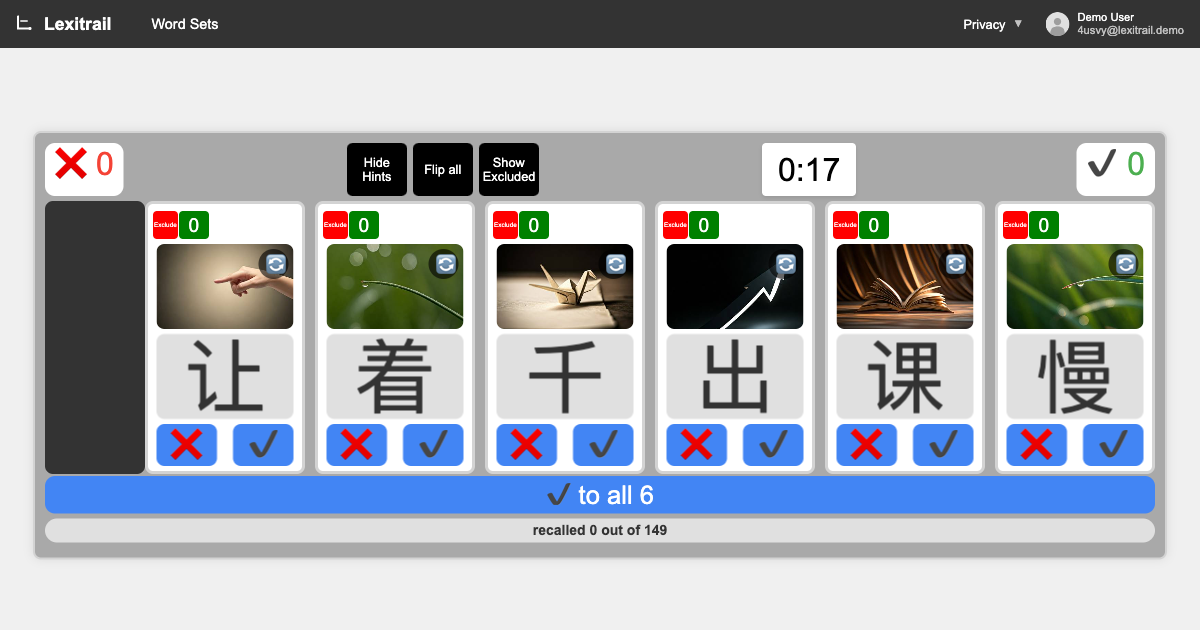 Lexitrail
Word Sets
Privacy ▼
Demo User
4usvy@lexitrail.demo
❌ 0
Hide Hints
Flip all
Show Excluded
0:17
✔ 0
Exclude 0
Exclude 0
Exclude 0
Exclude 0
Exclude 0
Exclude 0
让
着
千
出
课
慢
✔ to all 6
recalled 0 out of 149